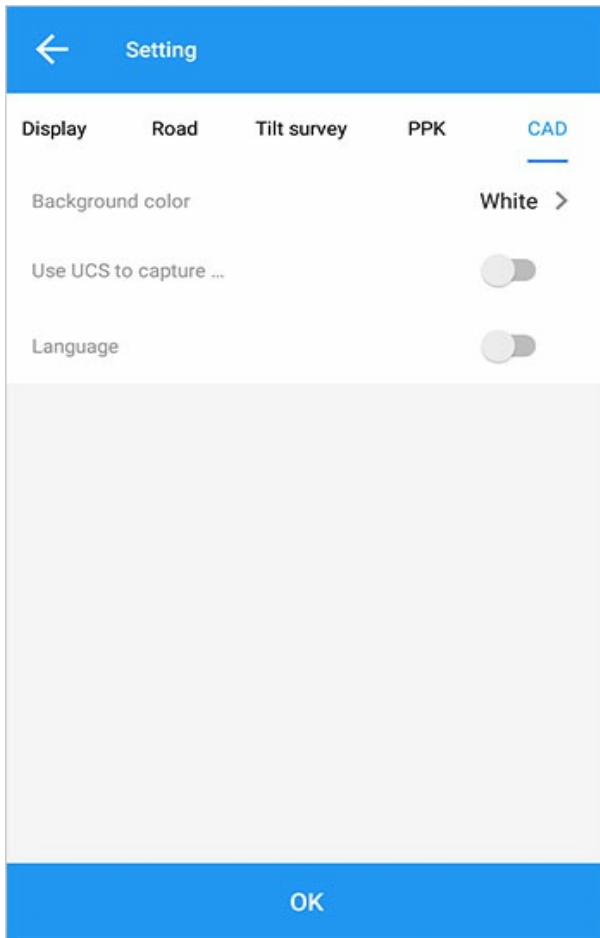 Setting
Display Road Tilt survey PPK CAD
Background color White
Use UCS to capture ...
Language
OK